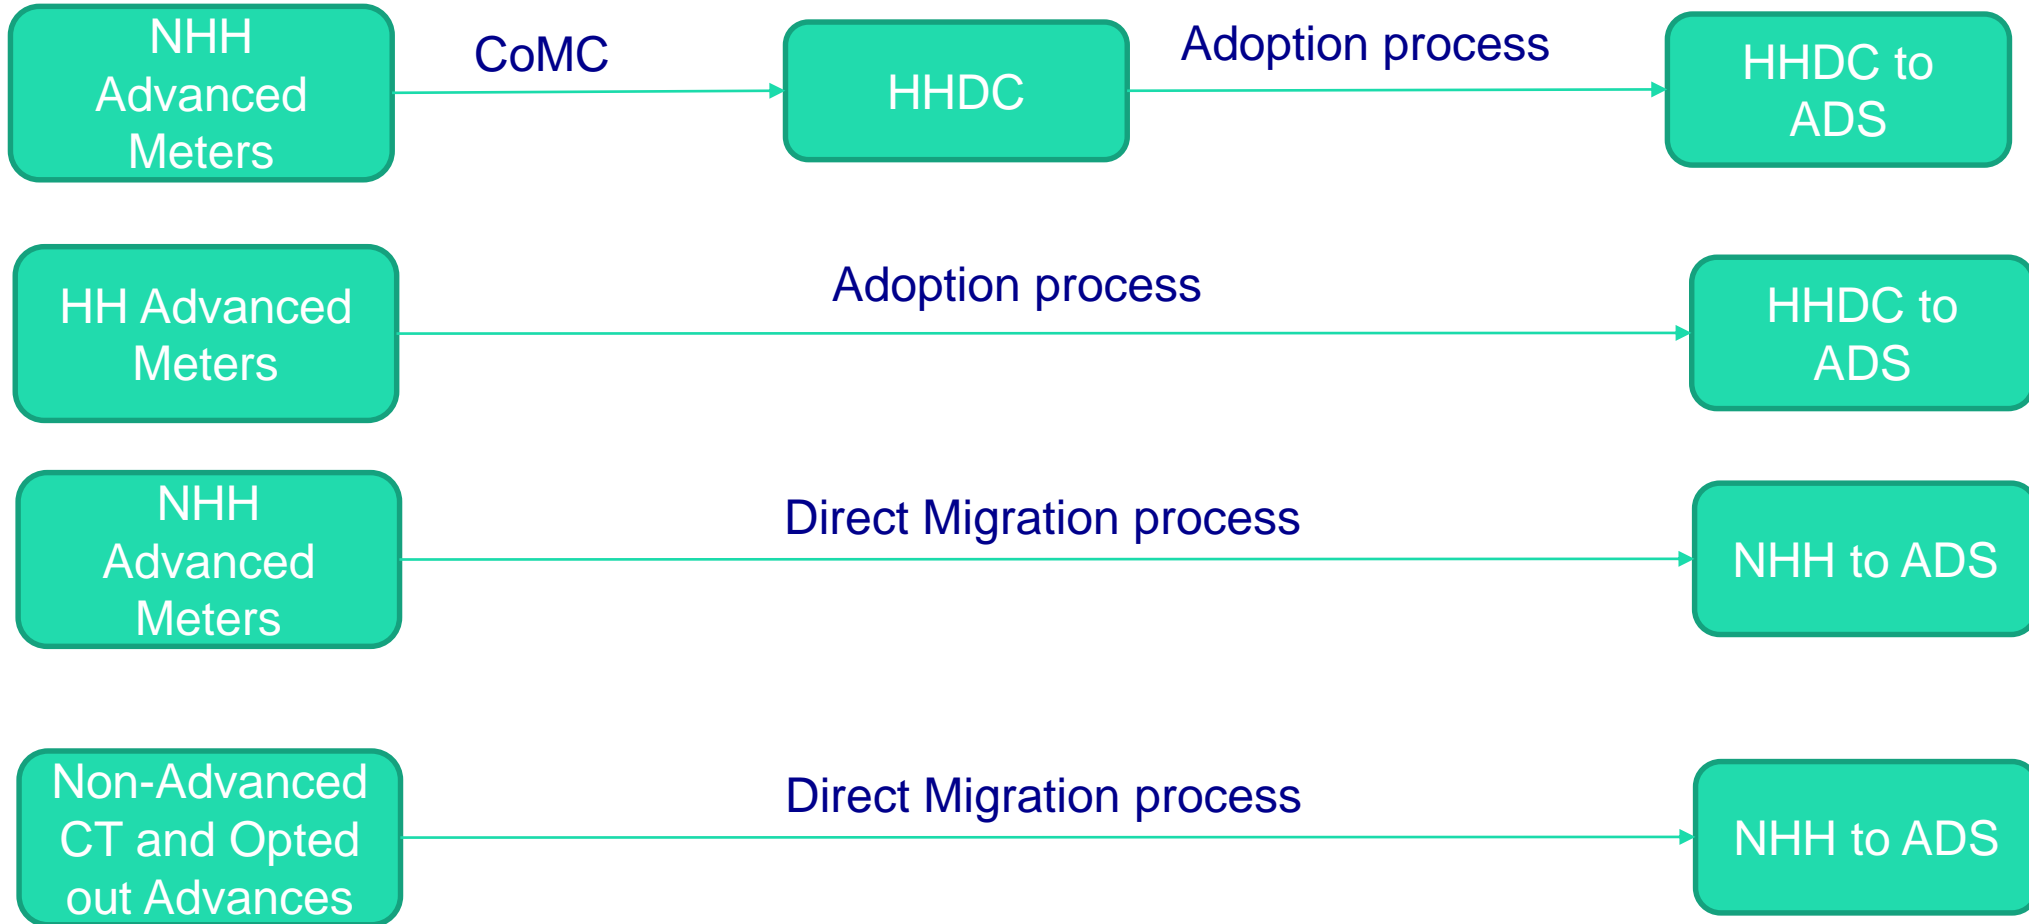 NHH
Advanced
Meters
CoMC
HHDC
Adoption process
HHDC to
ADS
HH Advanced
Meters
Adoption process
HHDC to
ADS
NHH
Advanced
Meters
Direct Migration process
NHH to ADS
Non-Advanced
CT and Opted
out Advances
Direct Migration process
NHH to ADS